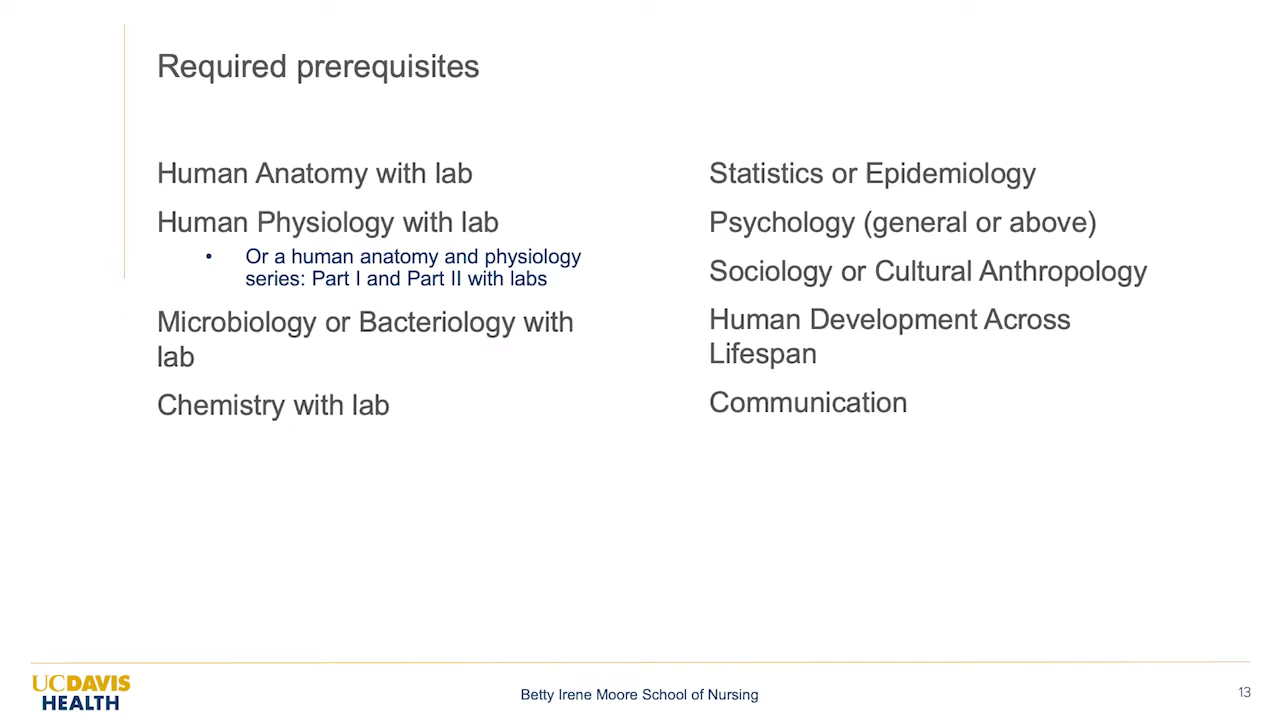 Required prerequisites
Human Anatomy with lab
Human Physiology with lab
• Or a human anatomy and physiology
series: Part I and Part II with labs
Microbiology or Bacteriology with
lab
Chemistry with lab
Statistics or Epidemiology
Psychology (general or above)
Sociology or Cultural Anthropology
Human Development Across
Lifespan
Communication
UCDAVIS
HEALTH
Betty Irene Moore School of Nursing
13